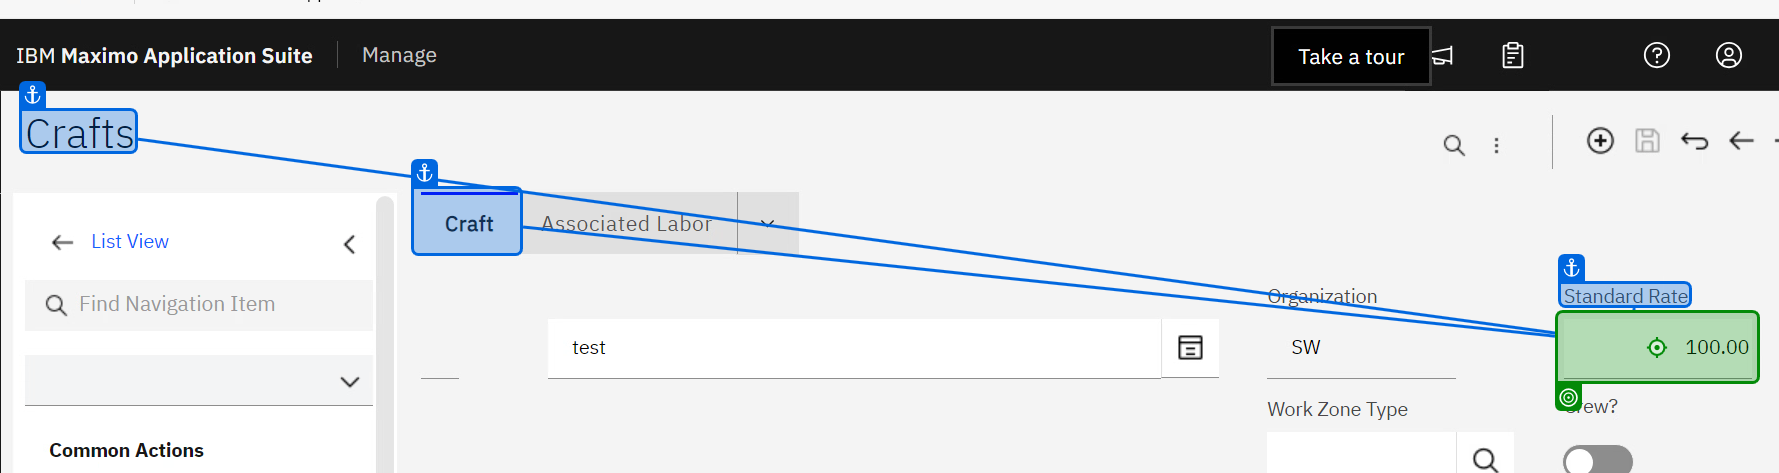 IBM Maximo Application Suite Manage Take a tour
Crafts
Craft Associated Labor
List View
Find Navigation Item
Organization Standard Rate
test SW 100.00
Work Zone Type Crew?
Common Actions